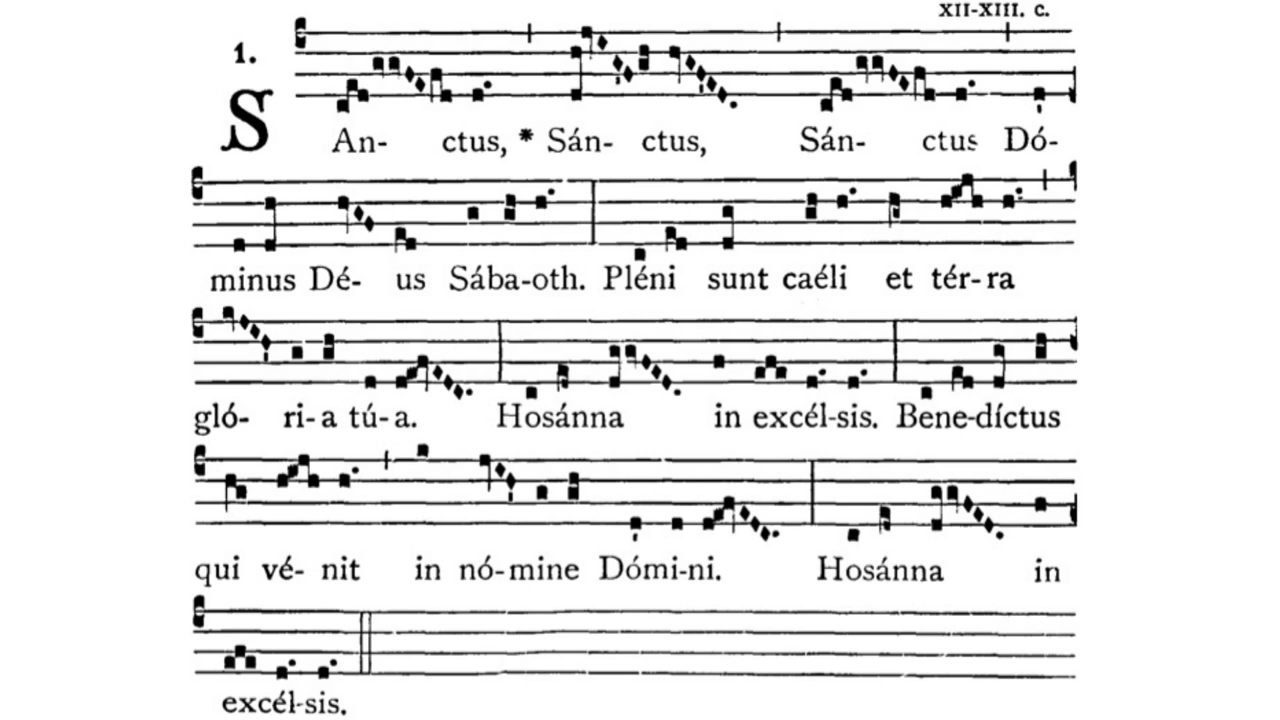 XII-XIII. c.
1.
SAn- ctus, * Sán- ctus, Sán- ctus Dó-
minus Dé- us Sába-oth. Pléni sunt caéli et tér-ra
gló- ri-a tú-a. Hosánna in excél-sis. Bene-díctus
qui vé- nit in nó-mine Dómi-ni. Hosánna in
excél-sis.